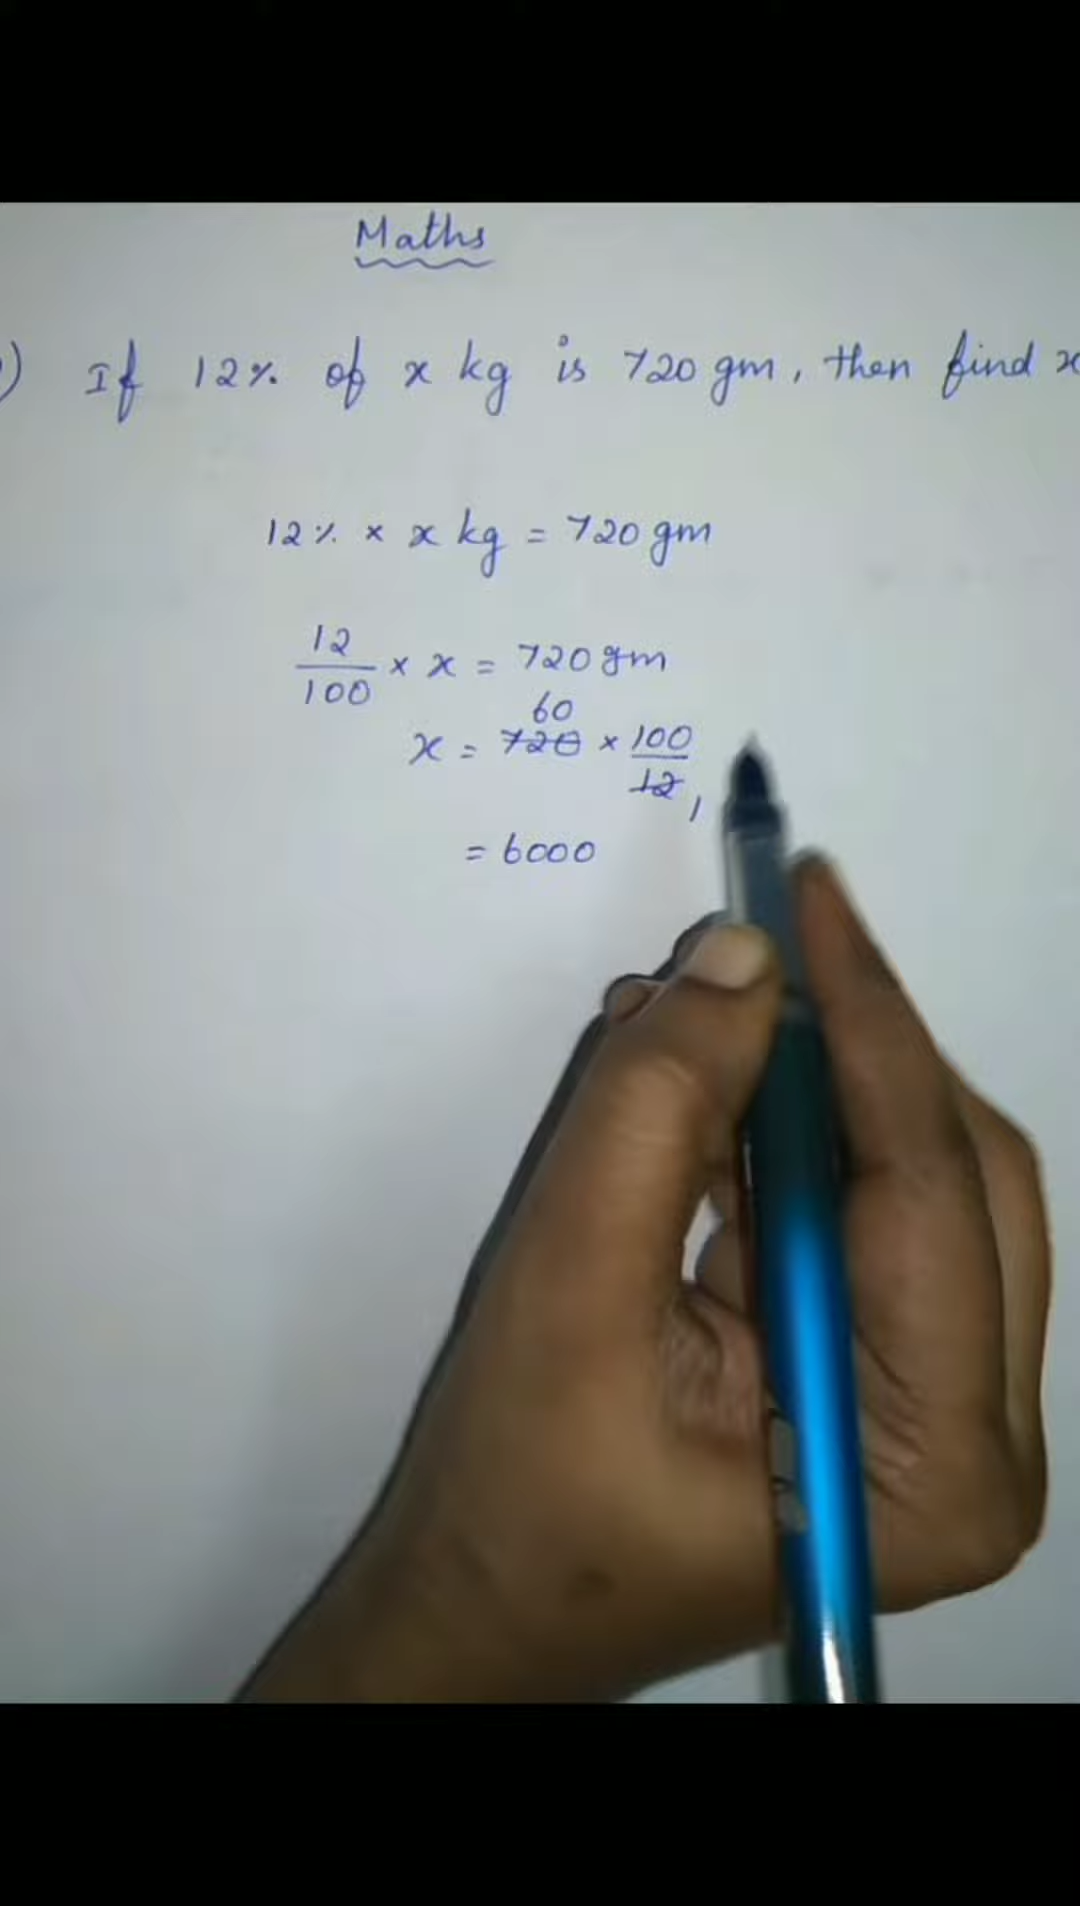 Maths
) If 12% of x kg is 720 gm, then find x
12% × x kg = 720 gm
12/100 × x = 720 gm
60
x = 720 × 100/12 1
= 6000